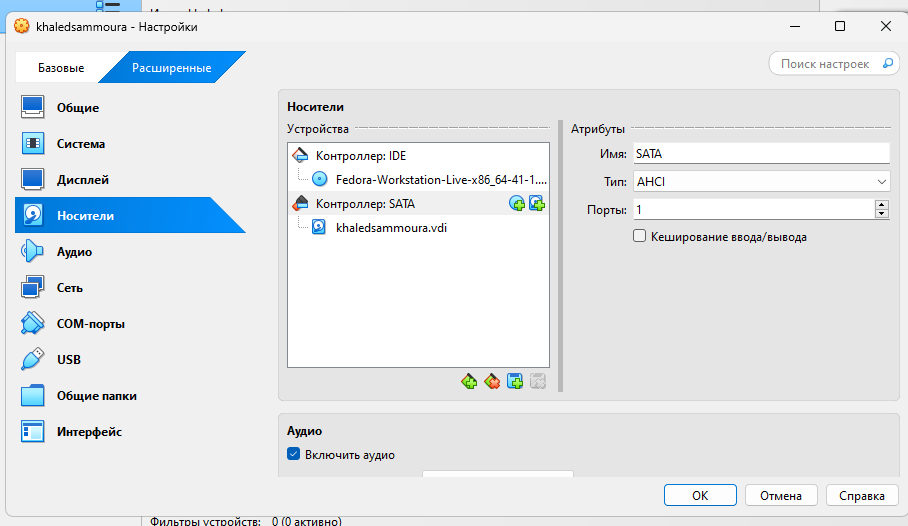 khaledsammoura - Настройки
Базовые
Расширенные
Поиск настроек
Общие
Система
Дисплей
Носители
Аудио
Сеть
COM-порты
USB
Общие папки
Интерфейс
Носители
Устройства
Контроллер: IDE
Fedora-Workstation-Live-x86_64-41-1....
Контроллер: SATA
khaledsammoura.vdi
Атрибуты
Имя: SATA
Тип: AHCI
Порты: 1
Кеширование ввода/вывода
Аудио
Включить аудио
OK
Отмена
Справка
Фильтры устройств: 0 (0 активно)